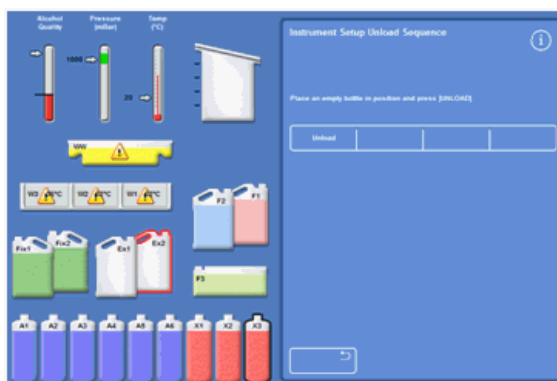 Alcohol Quality
Pressure (mbar)
Temp (°C)
1000
20
WW
W3
W2
W1
°C
Fix1
Fix2
Ex1
Ex2
F2
F1
F3
A1 A2 A3 A4 A5 A6 X1 X2 X3
Instrument Setup Unload Sequence
i
Place an empty bottle in position and press [UNLOAD]
Unload